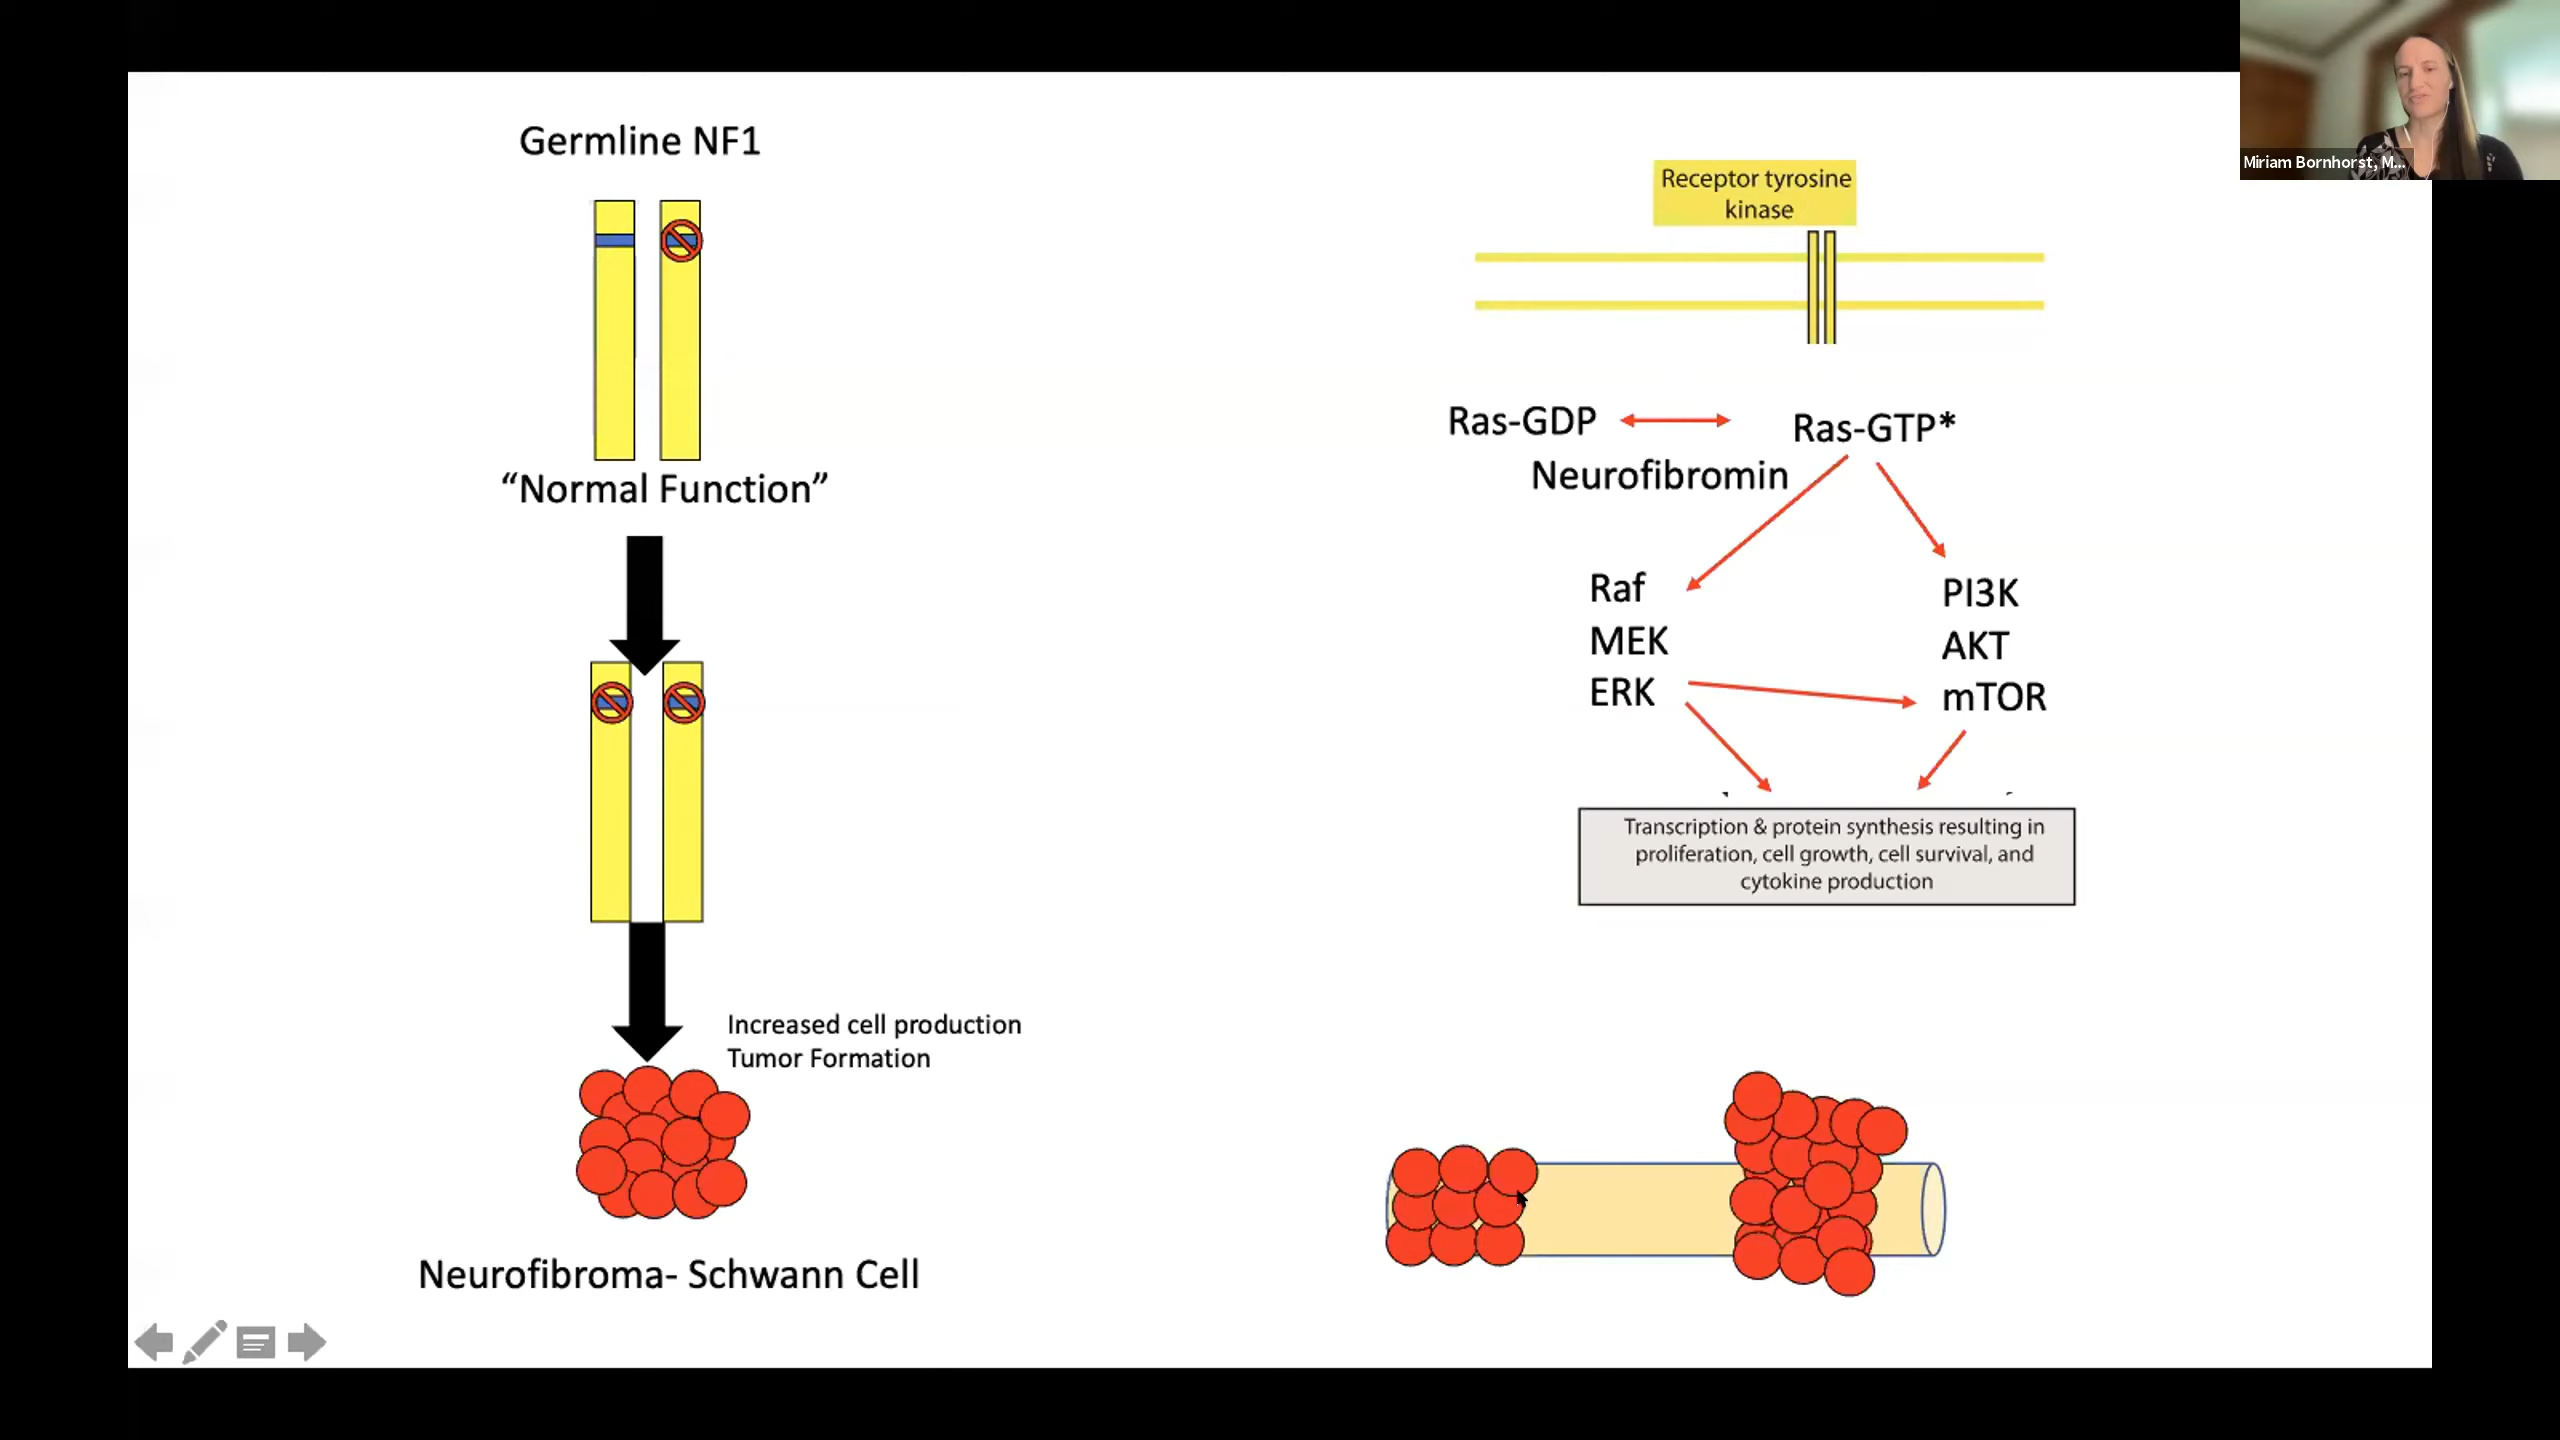 Miriam Bornhorst, M...
Germline NF1
“Normal Function”
Increased cell production
Tumor Formation
Neurofibroma- Schwann Cell
Receptor tyrosine
kinase
Ras-GDP
Ras-GTP*
Neurofibromin
Raf
MEK
ERK
PI3K
AKT
mTOR
Transcription & protein synthesis resulting in
proliferation, cell growth, cell survival, and
cytokine production